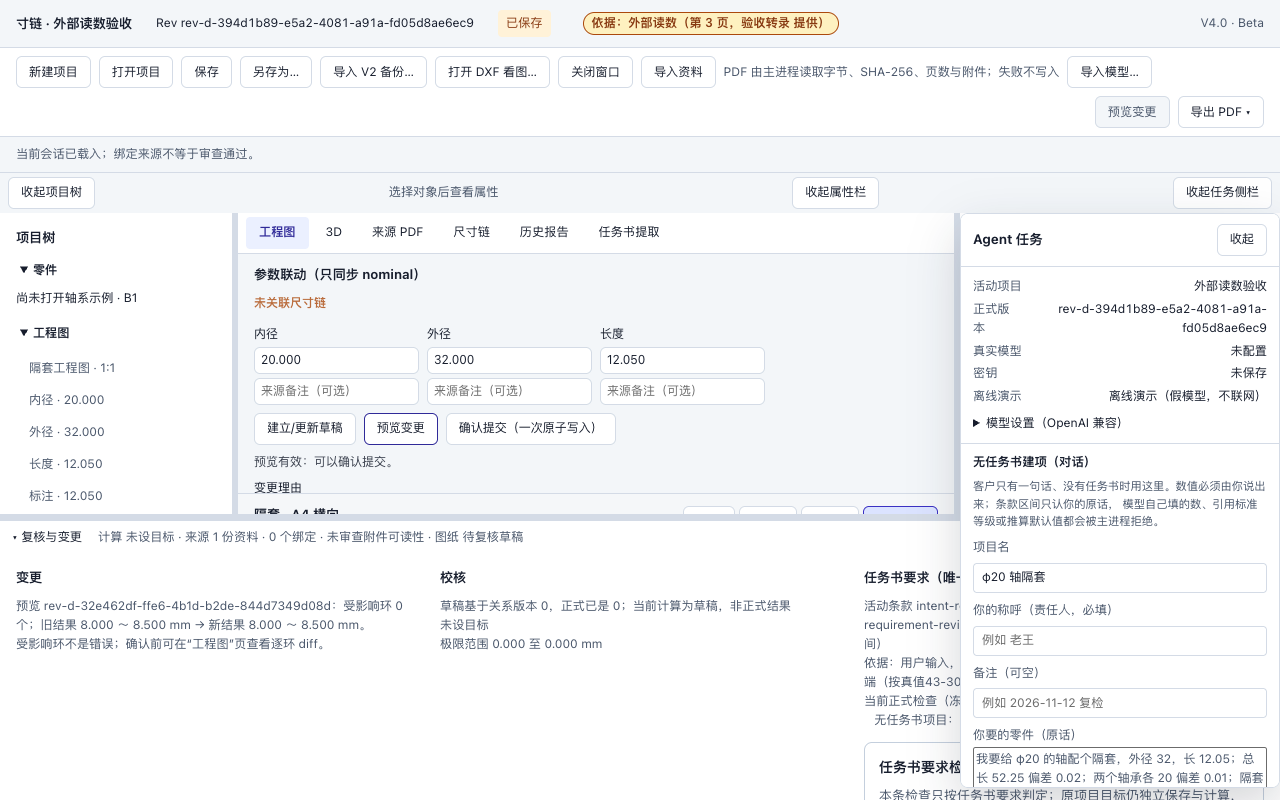 寸链 · 外部读数验收 Rev rev-d-394d1b89-e5a2-4081-a91a-fd05d8ae6ec9 已保存 依据：外部读数（第 3 页，验收转录 提供） V4.0 · Beta
新建项目 打开项目 保存 另存为… 导入 V2 备份… 打开 DXF 看图… 关闭窗口 导入资料 PDF 由主进程读取字节、SHA-256、页数与附件；失败不写入 导入模型…
预览变更 导出 PDF ▾
当前会话已载入；绑定来源不等于审查通过。
收起项目树 选择对象后查看属性 收起属性栏 收起任务侧栏
项目树
▼ 零件
尚未打开轴系示例 · B1
▼ 工程图
隔套工程图 · 1:1
内径 · 20.000
外径 · 32.000
长度 · 12.050
标注 · 12.050
工程图 3D 来源 PDF 尺寸链 历史报告 任务书提取
参数联动（只同步 nominal）
未关联尺寸链
内径 外径 长度
20.000 32.000 12.050
来源备注（可选） 来源备注（可选） 来源备注（可选）
建立/更新草稿 预览变更 确认提交（一次原子写入）
预览有效：可以确认提交。
变更理由
隔套 · A4 横向
Agent 任务 收起
活动项目 外部读数验收
正式版本 rev-d-394d1b89-e5a2-4081-a91a-fd05d8ae6ec9
真实模型 未配置
密钥 未保存
离线演示 离线演示（假模型，不联网）
▶ 模型设置（OpenAI 兼容）
无任务书建项（对话）
客户只有一句话、没有任务书时用这里。数值必须由你说出
来；条款区间只认你的原话， 模型自己填的数、引用标准
等级或推算默认值都会被主进程拒绝。
项目名
φ20 轴隔套
你的称呼（责任人，必填）
例如 老王
备注（可空）
例如 2026-11-12 复检
你要的零件（原话）
我要给 φ20 的轴配个隔套，外径 32，长 12.05；总
长 52.25 偏差 0.02；两个轴承各 20 偏差 0.01；隔套
▾ 复核与变更 计算 未设目标 · 来源 1 份资料 · 0 个绑定 · 未审查附件可读性 · 图纸 待复核草稿
变更
预览 rev-d-32e462df-ffe6-4b1d-b2de-844d7349d08d：受影响环 0
个；旧结果 8.000 ～ 8.500 mm → 新结果 8.000 ～ 8.500 mm。
受影响环不是错误；确认前可在“工程图”页查看逐环 diff。
校核
草稿基于关系版本 0，正式已是 0；当前计算为草稿，非正式结果
未设目标
极限范围 0.000 至 0.000 mm
任务书要求（唯一
活动条款 intent-r
requirement-revi
间）
依据：用户输入，
端（按真值43-30
当前正式检查（冻
无任务书项目：
任务书要求检
本条检查只按任务书要求判定；原项目目标仍独立保存与计算，